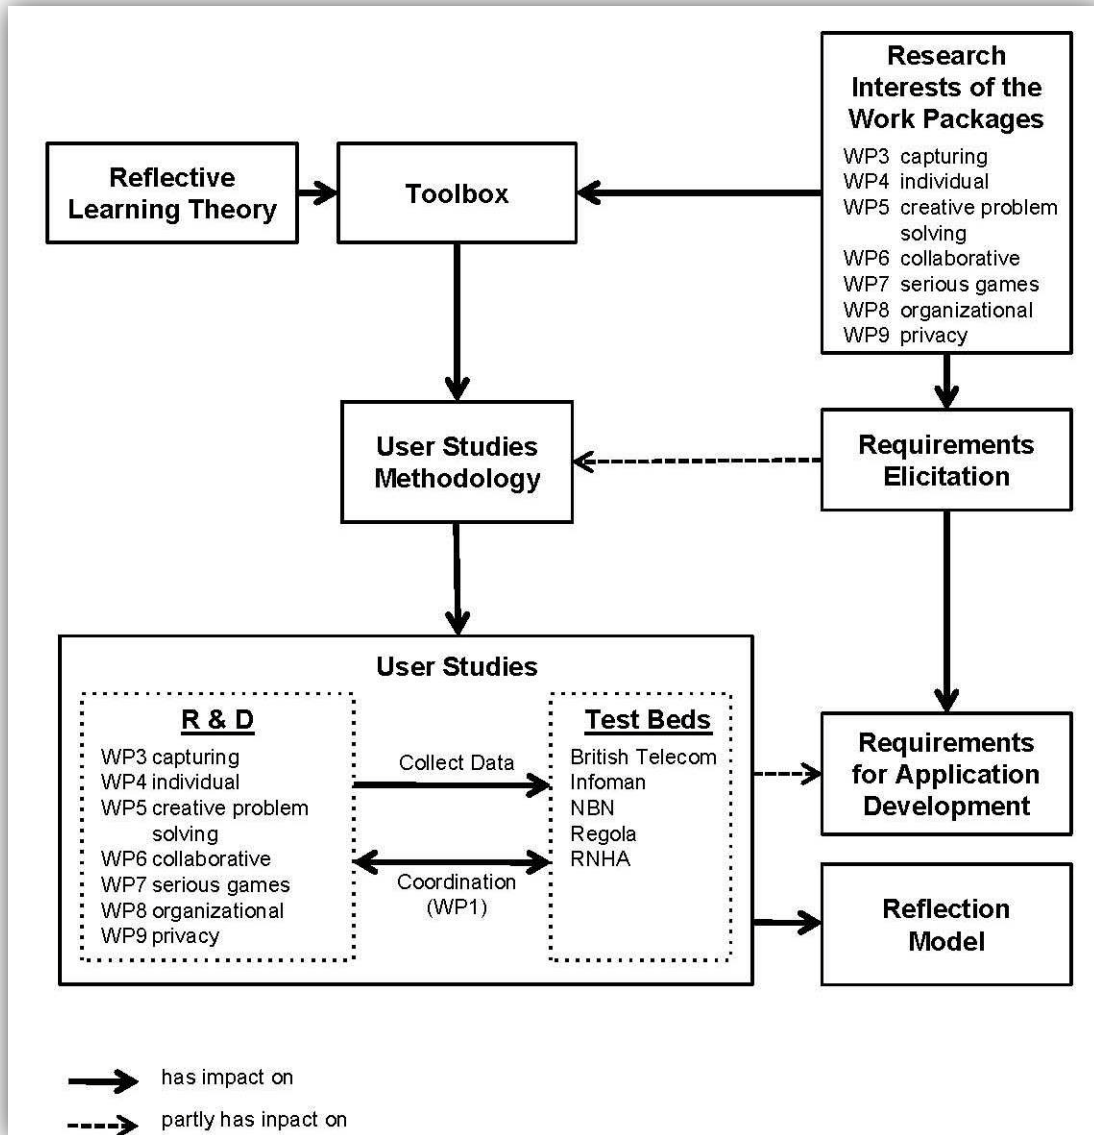 Research
Interests of the
Work Packages
WP3 capturing
WP4 individual
WP5 creative problem
solving
WP6 collaborative
WP7 serious games
WP8 organizational
WP9 privacy
Reflective
Learning Theory
Toolbox
User Studies
Methodology
Requirements
Elicitation
User Studies
R & D
WP3 capturing
WP4 individual
WP5 creative problem
solving
WP6 collaborative
WP7 serious games
WP8 organizational
WP9 privacy
Collect Data
Coordination
(WP1)
Test Beds
British Telecom
Infoman
NBN
Regola
RNHA
Requirements
for Application
Development
Reflection
Model
has impact on
partly has inpact on